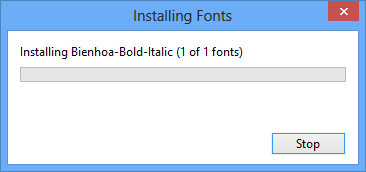 Installing Fonts
Installing Bienhoa-Bold-Italic (1 of 1 fonts)
Stop